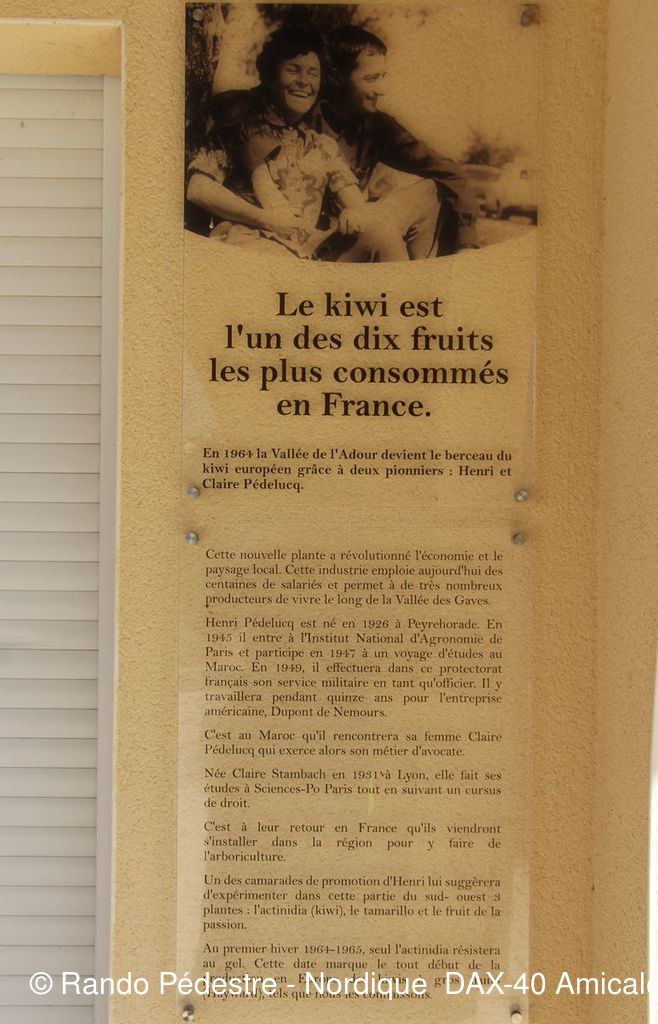 Le kiwi est
l'un des dix fruits
les plus consommés
en France.
En 1964 la Vallée de l'Adour devient le berceau du
kiwi européen grâce à deux pionniers : Henri et
Claire Pédelucq.
Cette nouvelle plante a révolutionné l'économie et le
paysage local. Cette industrie emploie aujourd'hui des
centaines de salariés et permet à de très nombreux
producteurs de vivre le long de la Vallée des Gaves.
Henri Pédelucq est né en 1926 à Peyrehorade. En
1945 il entre à l'Institut National d'Agronomie de
Paris et participe en 1947 à un voyage d'études au
Maroc. En 1949, il effectuera dans ce protectorat
français son service militaire en tant qu'officier. Il y
travaillera pendant quinze ans pour l'entreprise
américaine, Dupont de Nemours.
C'est au Maroc qu'il rencontrera sa femme Claire
Pédelucq qui exerce alors son métier d'avocate.
Née Claire Stambach en 1931 à Lyon, elle fait ses
études à Sciences-Po Paris tout en suivant un cursus
de droit.
C'est à leur retour en France qu'ils viendront
s'installer dans la région pour y faire de
l'arboriculture.
Un des camarades de promotion d'Henri lui suggèrera
d'expérimenter dans cette partie du sud- ouest 3
plantes : l'actinidia (kiwi), le tamarillo et le fruit de la
passion.
Au premier hiver 1964-1965, seul l'actinidia résistera
au gel. Cette date marque le tout début de la
en gros
(Hayward), tels que nous les connaissons.
© Rando Pédestre - Nordique DAX-40 Amicale